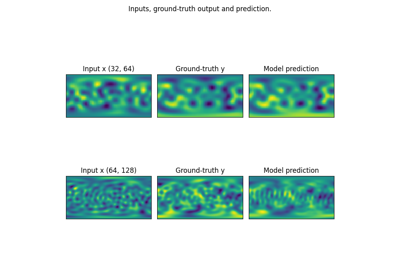 Inputs, ground-truth output and prediction.
Input x (32, 64) Ground-truth y Model prediction
Input x (64, 128) Ground-truth y Model prediction